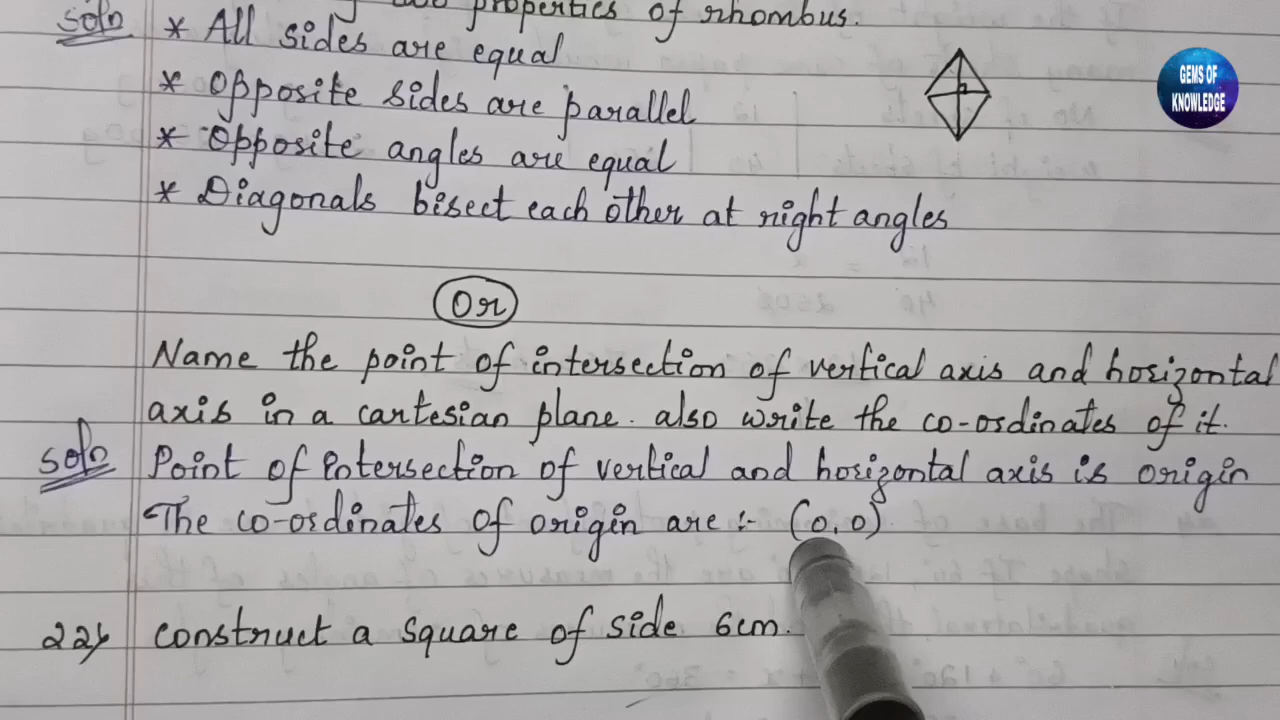 properties of rhombus.
Soln * All sides are equal
* Opposite sides are parallel
* Opposite angles are equal
* Diagonals bisect each other at right angles
Or
Name the point of intersection of vertical axis and horizontal
axis in a cartesian plane. also write the co-ordinates of it.
Soln Point of intersection of vertical and horizontal axis is origin
The co-ordinates of origin are :- (0,0)
22) Construct a square of side 6cm.
GEMS OF
KNOWLEDGE